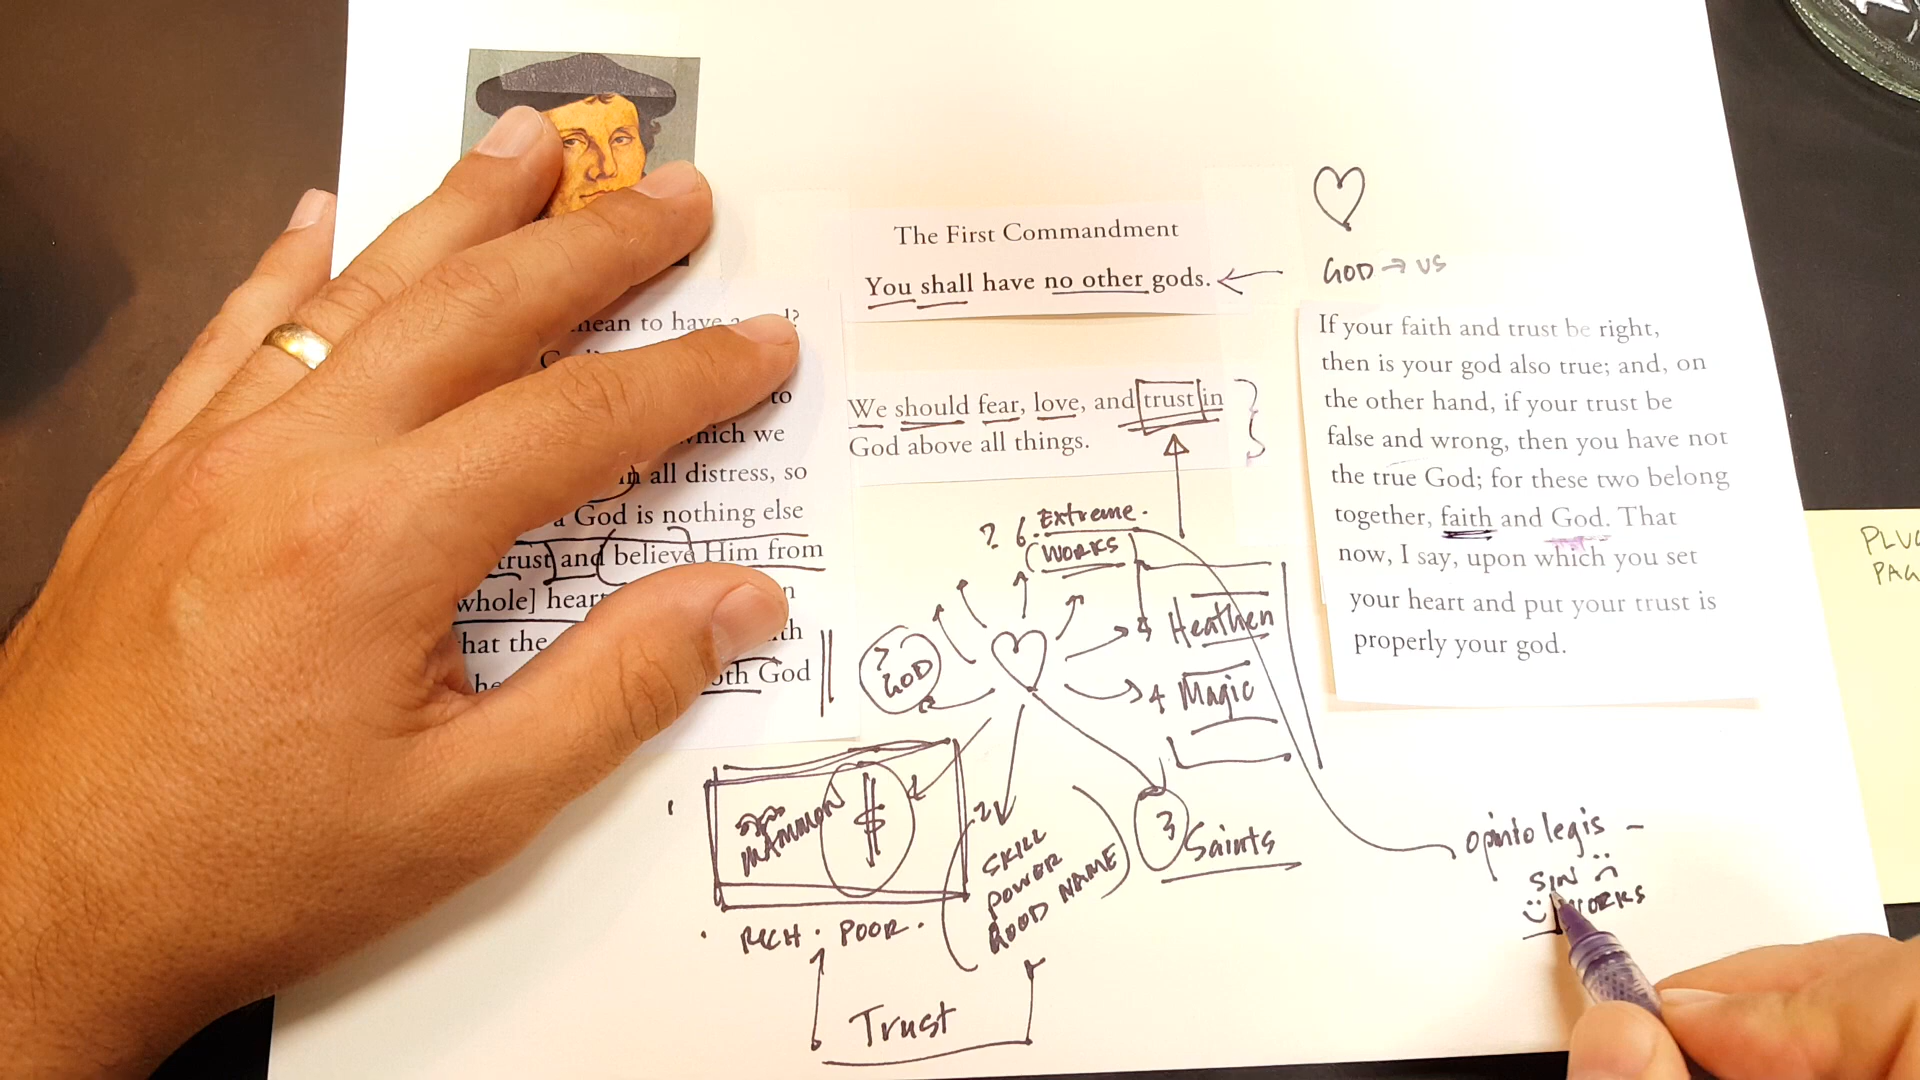 The First Commandment
You shall have no other gods.
We should fear, love, and trust in
God above all things.
mean to have a
to
which we
in all distress, so
a God is nothing else
trust and believe Him from
whole] heart
that the
both God
GOD → US
If your faith and trust be right,
then is your god also true; and, on
the other hand, if your trust be
false and wrong, then you have not
the true God; for these two belong
together, faith and God. That
now, I say, upon which you set
your heart and put your trust is
properly your god.
? 6. Extreme.
(WORKS
5 Heathen
4 Magic
3 Saints
? GOD
MAMMON $
RICH · POOR ·
2
SKILL
POWER
GOOD NAME
Trust
opinio legis -
SIN :(
:) WORKS
PLUG
PAG